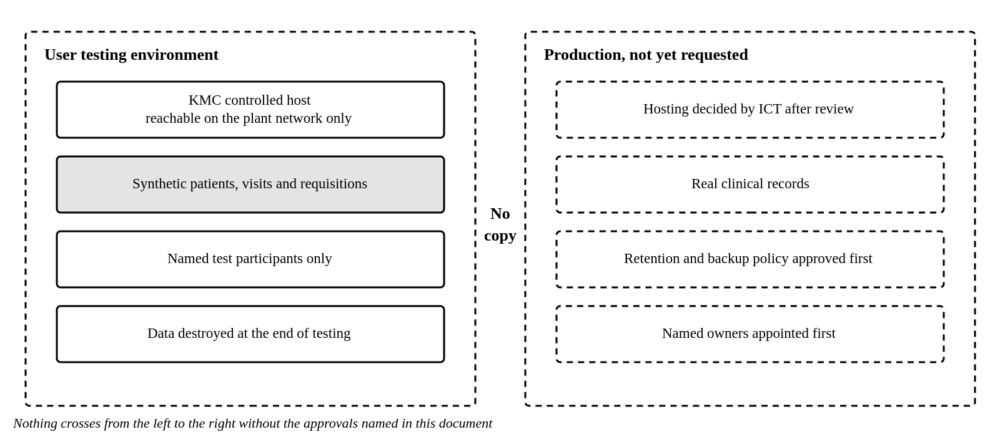 User testing environment
KMC controlled host
reachable on the plant network only
Synthetic patients, visits and requisitions
Named test participants only
Data destroyed at the end of testing
No
copy
Production, not yet requested
Hosting decided by ICT after review
Real clinical records
Retention and backup policy approved first
Named owners appointed first
Nothing crosses from the left to the right without the approvals named in this document